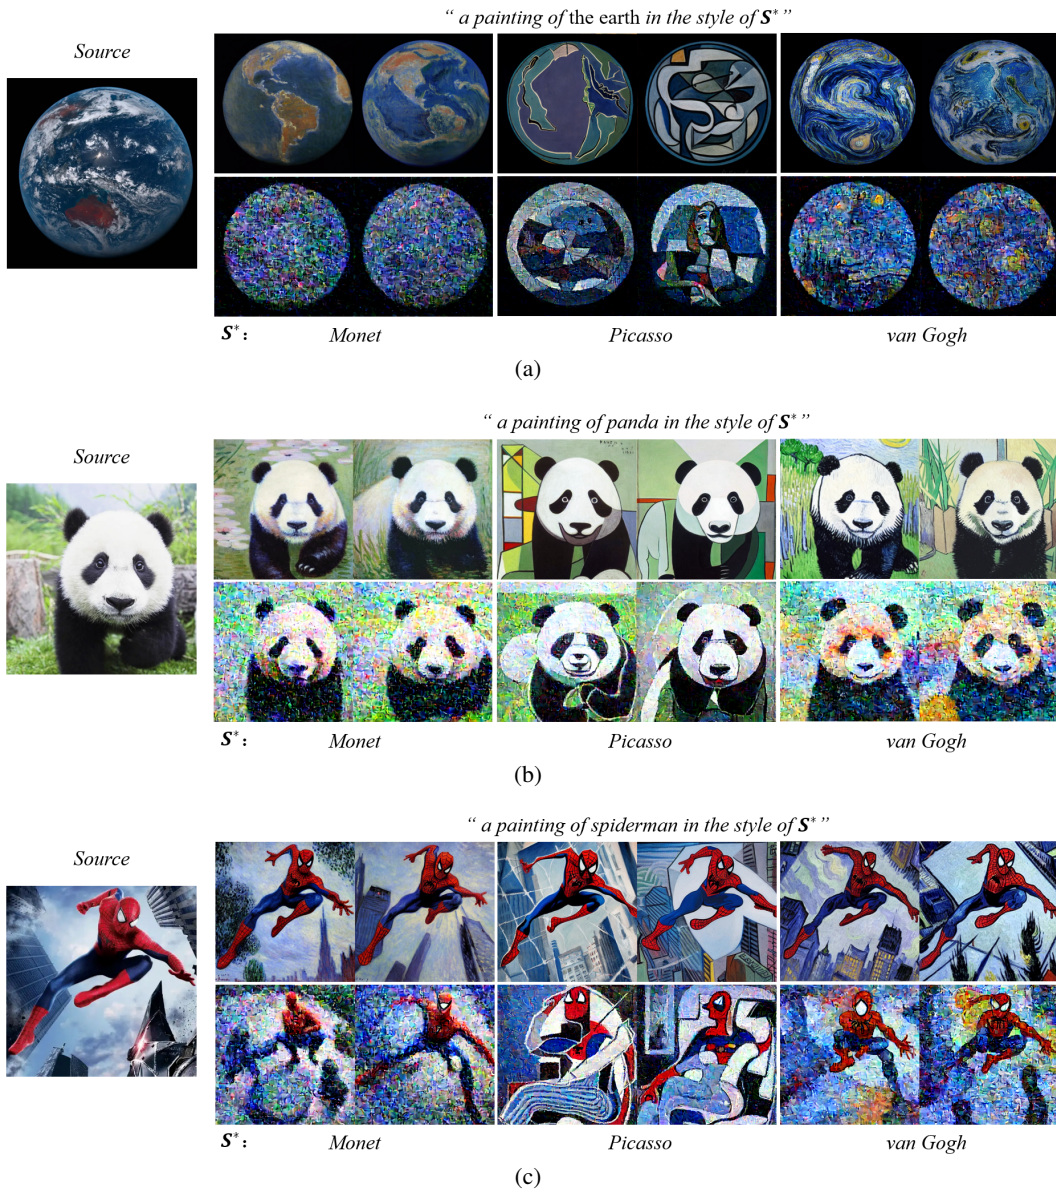 “ a painting of the earth in the style of S* ”
Source
S* : Monet Picasso van Gogh
(a)
“ a painting of panda in the style of S* ”
Source
S* : Monet Picasso van Gogh
(b)
“ a painting of spiderman in the style of S* ”
Source
S* : Monet Picasso van Gogh
(c)